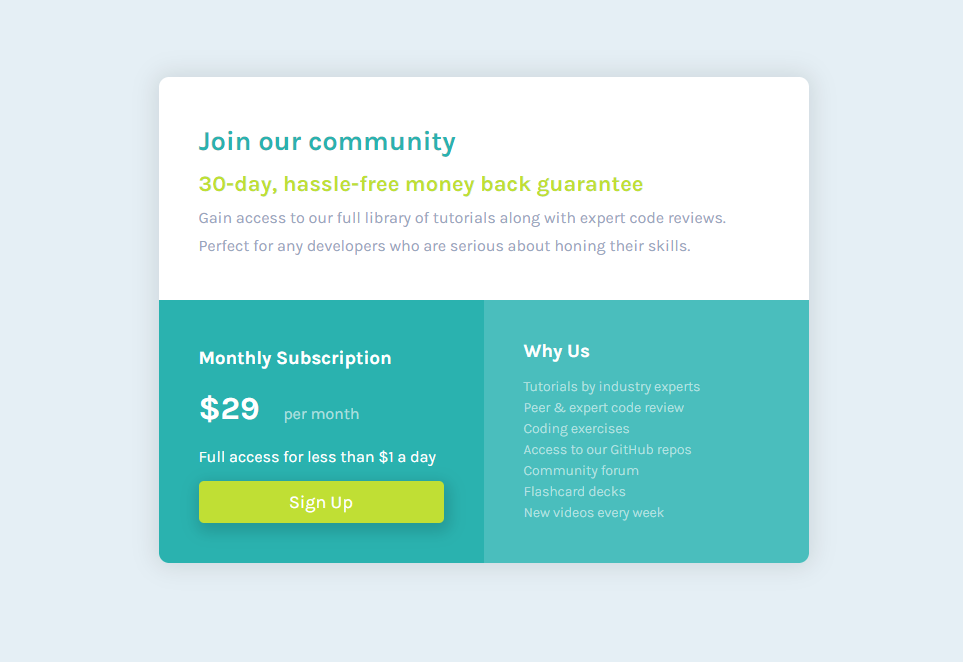 Join our community
30-day, hassle-free money back guarantee
Gain access to our full library of tutorials along with expert code reviews.
Perfect for any developers who are serious about honing their skills.
Monthly Subscription
$29 per month
Full access for less than $1 a day
Sign Up
Why Us
Tutorials by industry experts
Peer & expert code review
Coding exercises
Access to our GitHub repos
Community forum
Flashcard decks
New videos every week